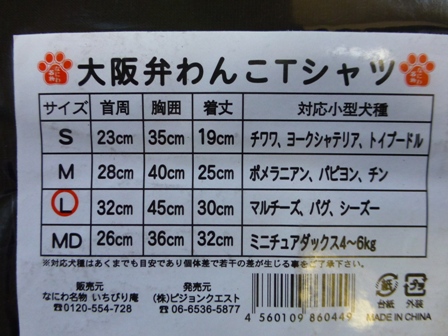 大阪弁わんこTシャツ
サイズ 首周 胸囲 着丈 対応小型犬種
S 23cm 35cm 19cm チワワ、ヨークシャテリア、トイプードル
M 28cm 40cm 25cm ポメラニアン、パピヨン、チン
L 32cm 45cm 30cm マルチーズ、パグ、シーズー
MD 26cm 36cm 32cm ミニチュアダックス4〜6kg
※対応犬種はあくまでも目安であり個体差で若干の差が生じる事をご了承下さい。
販売元 発売元
なにわ名物 いちびり庵 (株)ピジョンクエスト
☎0120-554-728 ☎06-6536-5877
4 560109 860449
MADE IN CHINA
紙 プラ
台紙 外装